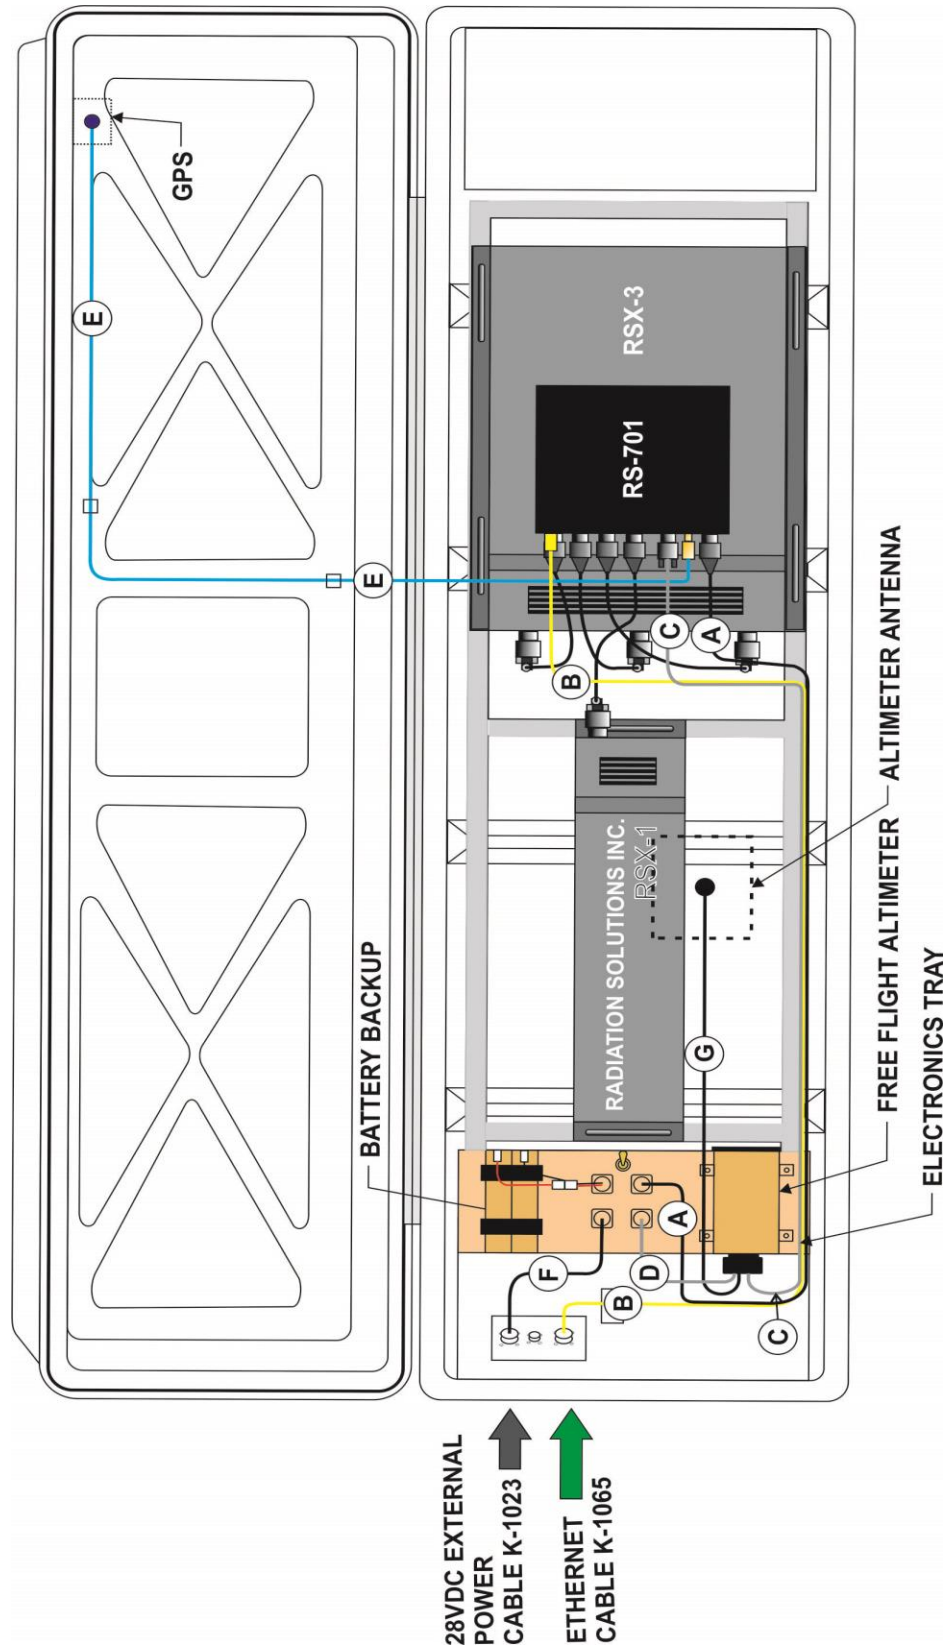 GPS
E
E
RSX-3
RS-701
C
A
B
ALTIMETER ANTENNA
FREE FLIGHT ALTIMETER
ELECTRONICS TRAY
RADIATION SOLUTIONS INC.
RSX-1
G
BATTERY BACKUP
A
D
F
B
C
28VDC EXTERNAL
POWER
CABLE K-1023
ETHERNET
CABLE K-1065